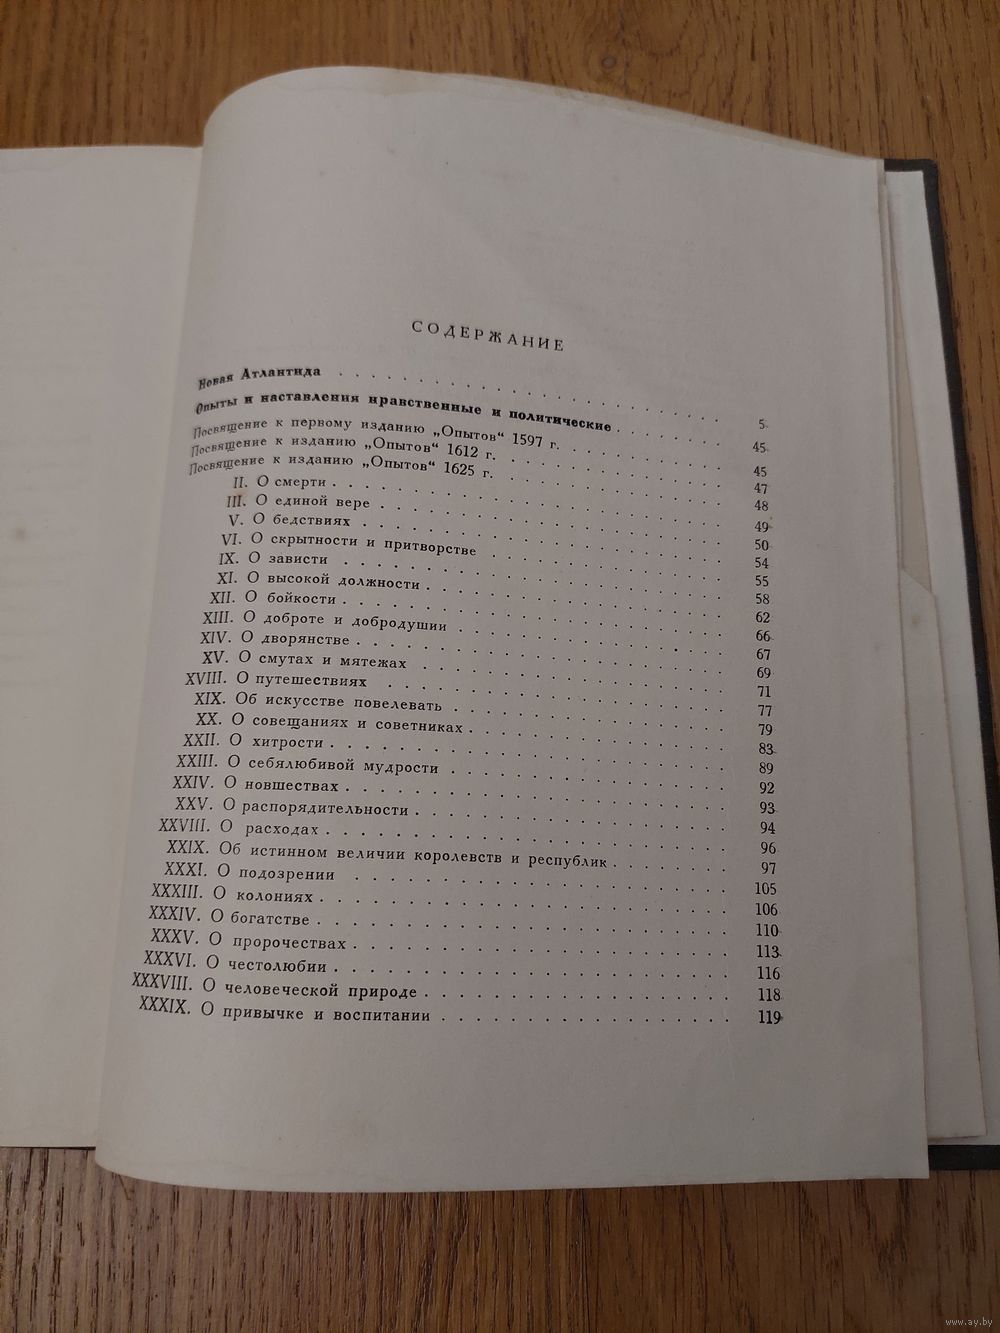 СОДЕРЖАНИЕ
Новая Атлантида . . . . . . . . . . . . . . . . . 5
Опыты и наставления нравственные и политические . . . . . . 45
Посвящение к первому изданию „Опытов“ 1597 г. . . . . . . . 45
Посвящение к изданию „Опытов“ 1612 г. . . . . . . . . . . 47
Посвящение к изданию „Опытов“ 1625 г. . . . . . . . . . . 48
II. О смерти . . . . . . . . . . . . . . . . . 49
III. О единой вере . . . . . . . . . . . . . . . 50
V. О бедствиях . . . . . . . . . . . . . . . . 54
VI. О скрытности и притворстве . . . . . . . . . . 55
IX. О зависти . . . . . . . . . . . . . . . . . 58
XI. О высокой должности . . . . . . . . . . . . . 62
XII. О бойкости . . . . . . . . . . . . . . . . . 66
XIII. О доброте и добродушии . . . . . . . . . . . . 67
XIV. О дворянстве . . . . . . . . . . . . . . . . 69
XV. О смутах и мятежах . . . . . . . . . . . . . 71
XVIII. О путешествиях . . . . . . . . . . . . . . . 77
XIX. Об искусстве повелевать . . . . . . . . . . . . 79
XX. О совещаниях и советниках . . . . . . . . . . . 83
XXII. О хитрости . . . . . . . . . . . . . . . . . 89
XXIII. О себялюбивой мудрости . . . . . . . . . . . . 92
XXIV. О новшествах . . . . . . . . . . . . . . . . 93
XXV. О распорядительности . . . . . . . . . . . . . 94
XXVIII. О расходах . . . . . . . . . . . . . . . . . 96
XXIX. Об истинном величии королевств и республик . . . . . . 97
XXXI. О подозрении . . . . . . . . . . . . . . . . 105
XXXIII. О колониях . . . . . . . . . . . . . . . . . 106
XXXIV. О богатстве . . . . . . . . . . . . . . . . . 110
XXXV. О пророчествах . . . . . . . . . . . . . . . . 113
XXXVI. О честолюбии . . . . . . . . . . . . . . . . 116
XXXVIII. О человеческой природе . . . . . . . . . . . . . 118
XXXIX. О привычке и воспитании . . . . . . . . . . . . 119
www.ay.by